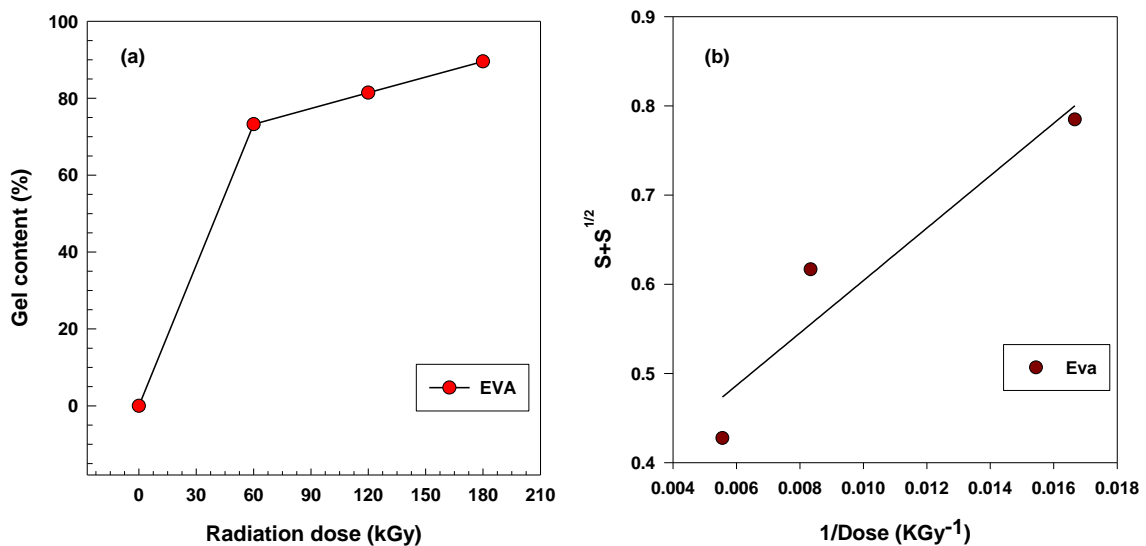 (a)
100
80
60
40
20
0
Gel content (%)
EVA
0 30 60 90 120 150 180 210
Radiation dose (kGy)
(b)
0.9
0.8
0.7
0.6
0.5
0.4
S+S^1/2
Eva
0.004 0.006 0.008 0.010 0.012 0.014 0.016 0.018
1/Dose (KGy^-1)